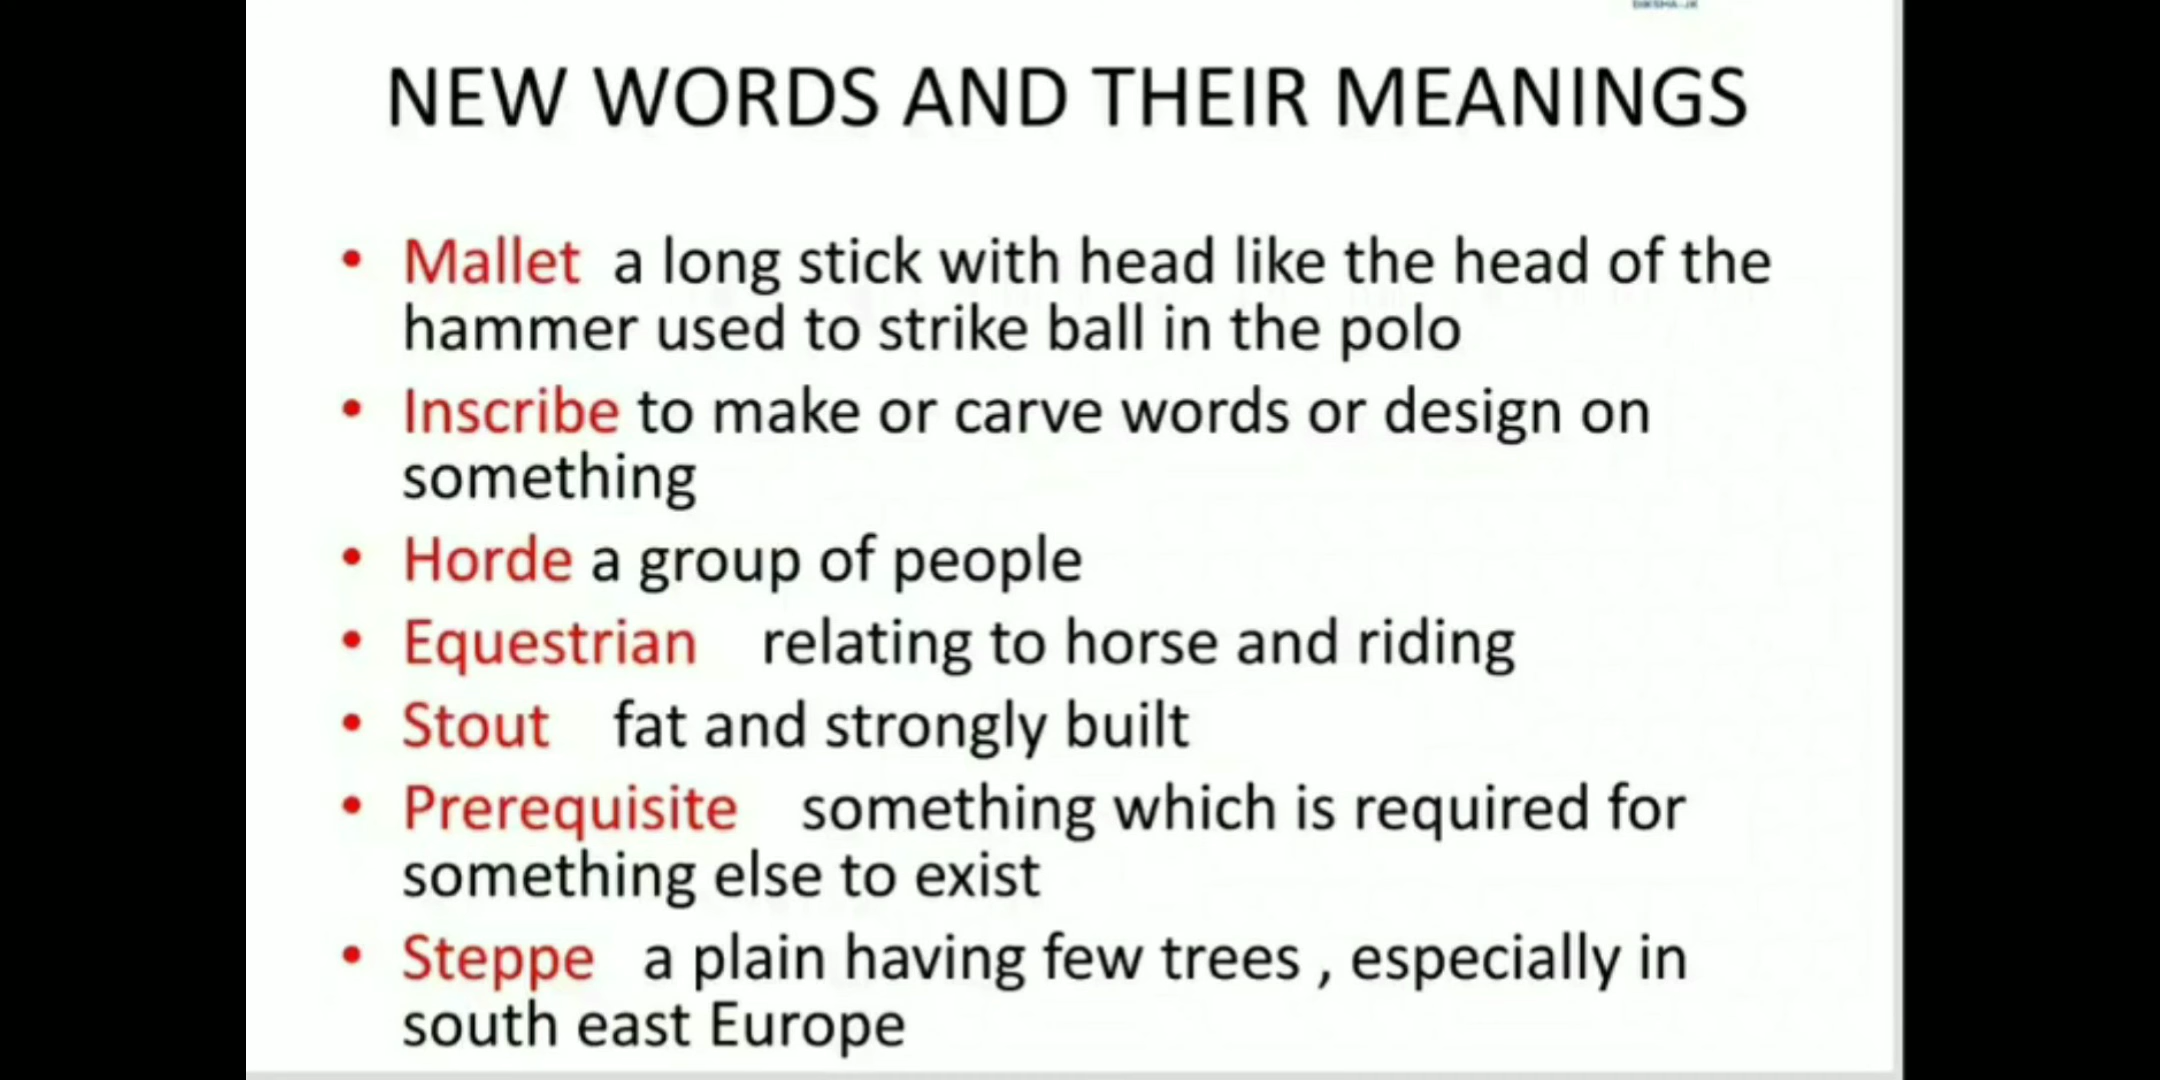 NEW WORDS AND THEIR MEANINGS
• Mallet a long stick with head like the head of the
hammer used to strike ball in the polo
• Inscribe to make or carve words or design on
something
• Horde a group of people
• Equestrian relating to horse and riding
• Stout fat and strongly built
• Prerequisite something which is required for
something else to exist
• Steppe a plain having few trees , especially in
south east Europe